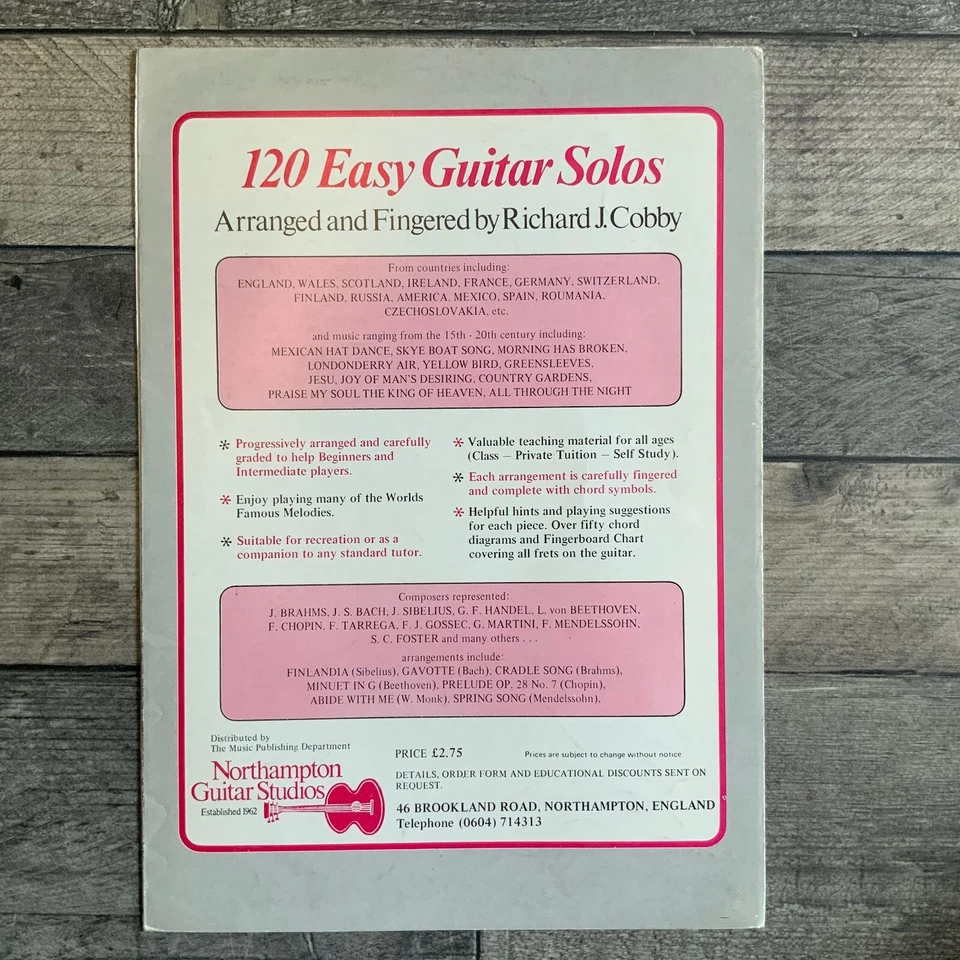 120 Easy Guitar Solos
Arranged and Fingered by Richard J. Cobby
From countries including:
ENGLAND, WALES, SCOTLAND, IRELAND, FRANCE, GERMANY, SWITZERLAND,
FINLAND, RUSSIA, AMERICA, MEXICO, SPAIN, ROUMANIA,
CZECHOSLOVAKIA, etc.
and music ranging from the 15th - 20th century including:
MEXICAN HAT DANCE, SKYE BOAT SONG, MORNING HAS BROKEN,
LONDONDERRY AIR, YELLOW BIRD, GREENSLEEVES,
JESU, JOY OF MAN'S DESIRING, COUNTRY GARDENS,
PRAISE MY SOUL THE KING OF HEAVEN, ALL THROUGH THE NIGHT
* Progressively arranged and carefully
graded to help Beginners and
Intermediate players.
* Enjoy playing many of the Worlds
Famous Melodies.
* Suitable for recreation or as a
companion to any standard tutor.
* Valuable teaching material for all ages
(Class – Private Tuition – Self Study).
* Each arrangement is carefully fingered
and complete with chord symbols.
* Helpful hints and playing suggestions
for each piece. Over fifty chord
diagrams and Fingerboard Chart
covering all frets on the guitar.
Composers represented:
J. BRAHMS, J. S. BACH, J. SIBELIUS, G. F. HANDEL, L. von BEETHOVEN,
F. CHOPIN, F. TARREGA, F. J. GOSSEC, G. MARTINI, F. MENDELSSOHN,
S. C. FOSTER and many others . . .
arrangements include:
FINLANDIA (Sibelius), GAVOTTE (Bach), CRADLE SONG (Brahms),
MINUET IN G (Beethoven), PRELUDE OP. 28 No. 7 (Chopin),
ABIDE WITH ME (W. Monk), SPRING SONG (Mendelssohn),
Distributed by
The Music Publishing Department
Northampton
Guitar Studios
Established 1962
PRICE £2.75
Prices are subject to change without notice
DETAILS, ORDER FORM AND EDUCATIONAL DISCOUNTS SENT ON
REQUEST.
46 BROOKLAND ROAD, NORTHAMPTON, ENGLAND
Telephone (0604) 714313